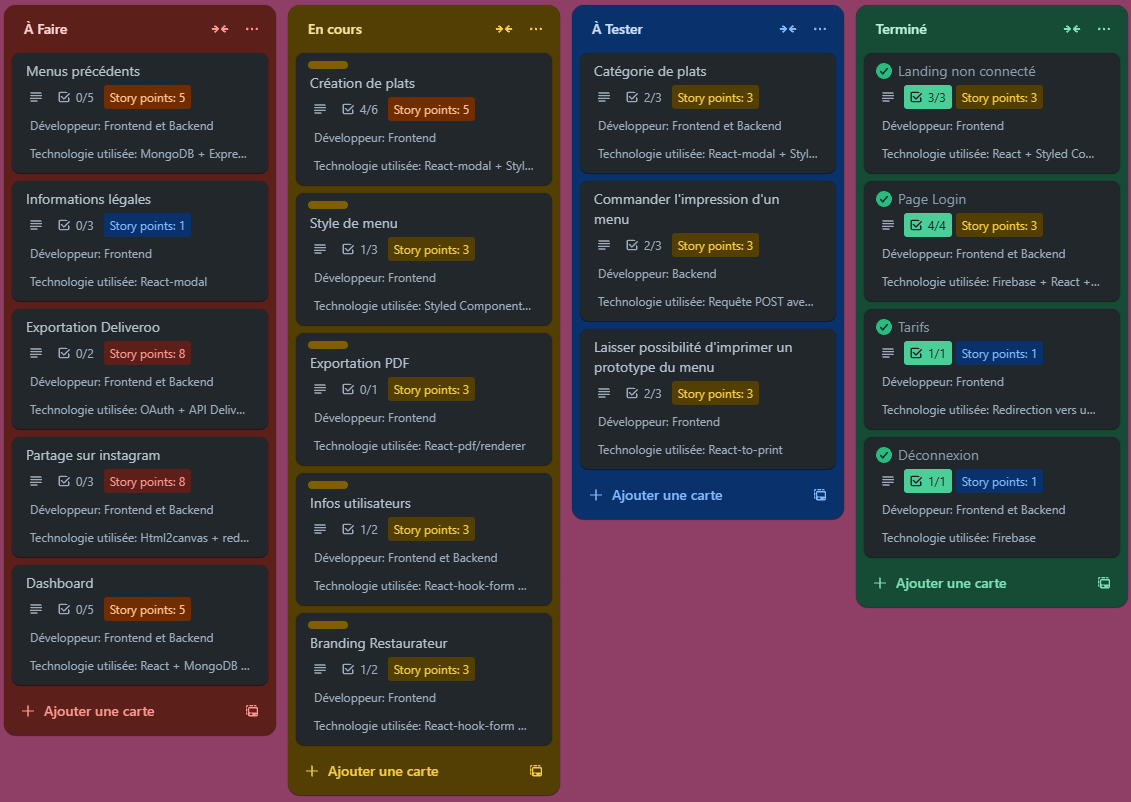 À Faire
Menus précédents
0/5 Story points: 5
Développeur: Frontend et Backend
Technologie utilisée: MongoDB + Expre...
Informations légales
0/3 Story points: 1
Développeur: Frontend
Technologie utilisée: React-modal
Exportation Deliveroo
0/2 Story points: 8
Développeur: Frontend et Backend
Technologie utilisée: OAuth + API Deliv...
Partage sur instagram
0/3 Story points: 8
Développeur: Frontend et Backend
Technologie utilisée: Html2canvas + red...
Dashboard
0/5 Story points: 5
Développeur: Frontend et Backend
Technologie utilisée: React + MongoDB ...
Ajouter une carte
En cours
Création de plats
4/6 Story points: 5
Développeur: Frontend
Technologie utilisée: React-modal + Styl...
Style de menu
1/3 Story points: 3
Développeur: Frontend
Technologie utilisée: Styled Component...
Exportation PDF
0/1 Story points: 3
Développeur: Frontend
Technologie utilisée: React-pdf/renderer
Infos utilisateurs
1/2 Story points: 3
Développeur: Frontend et Backend
Technologie utilisée: React-hook-form ...
Branding Restaurateur
1/2 Story points: 3
Développeur: Frontend
Technologie utilisée: React-hook-form ...
Ajouter une carte
À Tester
Catégorie de plats
2/3 Story points: 3
Développeur: Frontend et Backend
Technologie utilisée: React-modal + Styl...
Commander l'impression d'un
menu
2/3 Story points: 3
Développeur: Backend
Technologie utilisée: Requête POST ave...
Laisser possibilité d'imprimer un
prototype du menu
2/3 Story points: 3
Développeur: Frontend
Technologie utilisée: React-to-print
Ajouter une carte
Terminé
Landing non connecté
3/3 Story points: 3
Développeur: Frontend
Technologie utilisée: React + Styled Co...
Page Login
4/4 Story points: 3
Développeur: Frontend et Backend
Technologie utilisée: Firebase + React +...
Tarifs
1/1 Story points: 1
Développeur: Frontend
Technologie utilisée: Redirection vers u...
Déconnexion
1/1 Story points: 1
Développeur: Frontend et Backend
Technologie utilisée: Firebase
Ajouter une carte